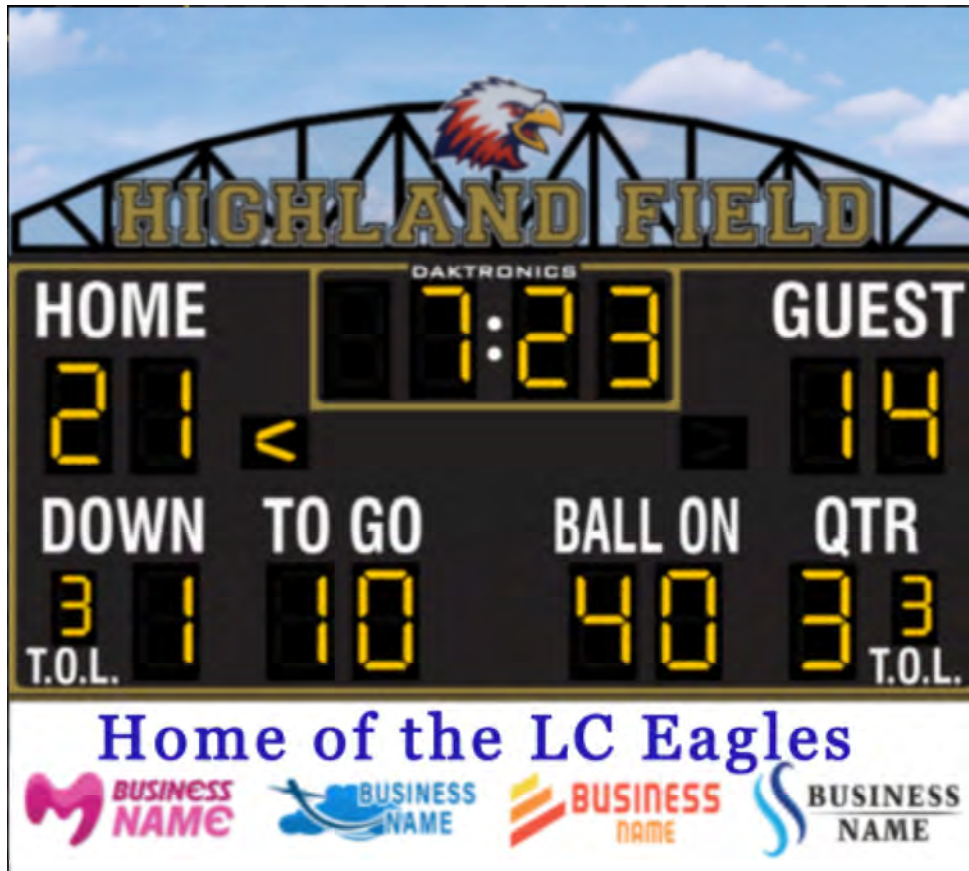 HIGHLAND FIELD
DAKTRONICS
HOME 7:23 GUEST
21 < > 14
DOWN TO GO BALL ON QTR
3 1 10 40 3 3
T.O.L. T.O.L.
Home of the LC Eagles
BUSINESS NAME
BUSINESS NAME
BUSINESS NAME
BUSINESS NAME